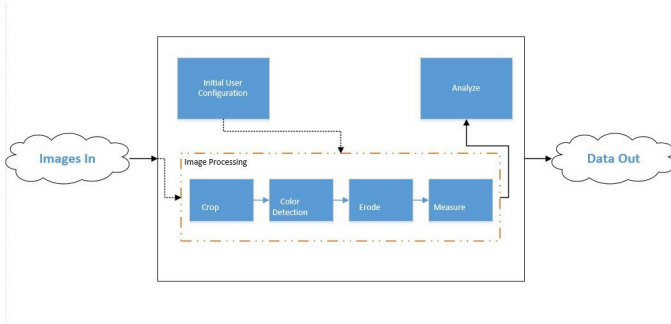 Initial User
Configuration
Analyze
Images In
Data Out
Image Processing
Crop
Color
Detection
Erode
Measure